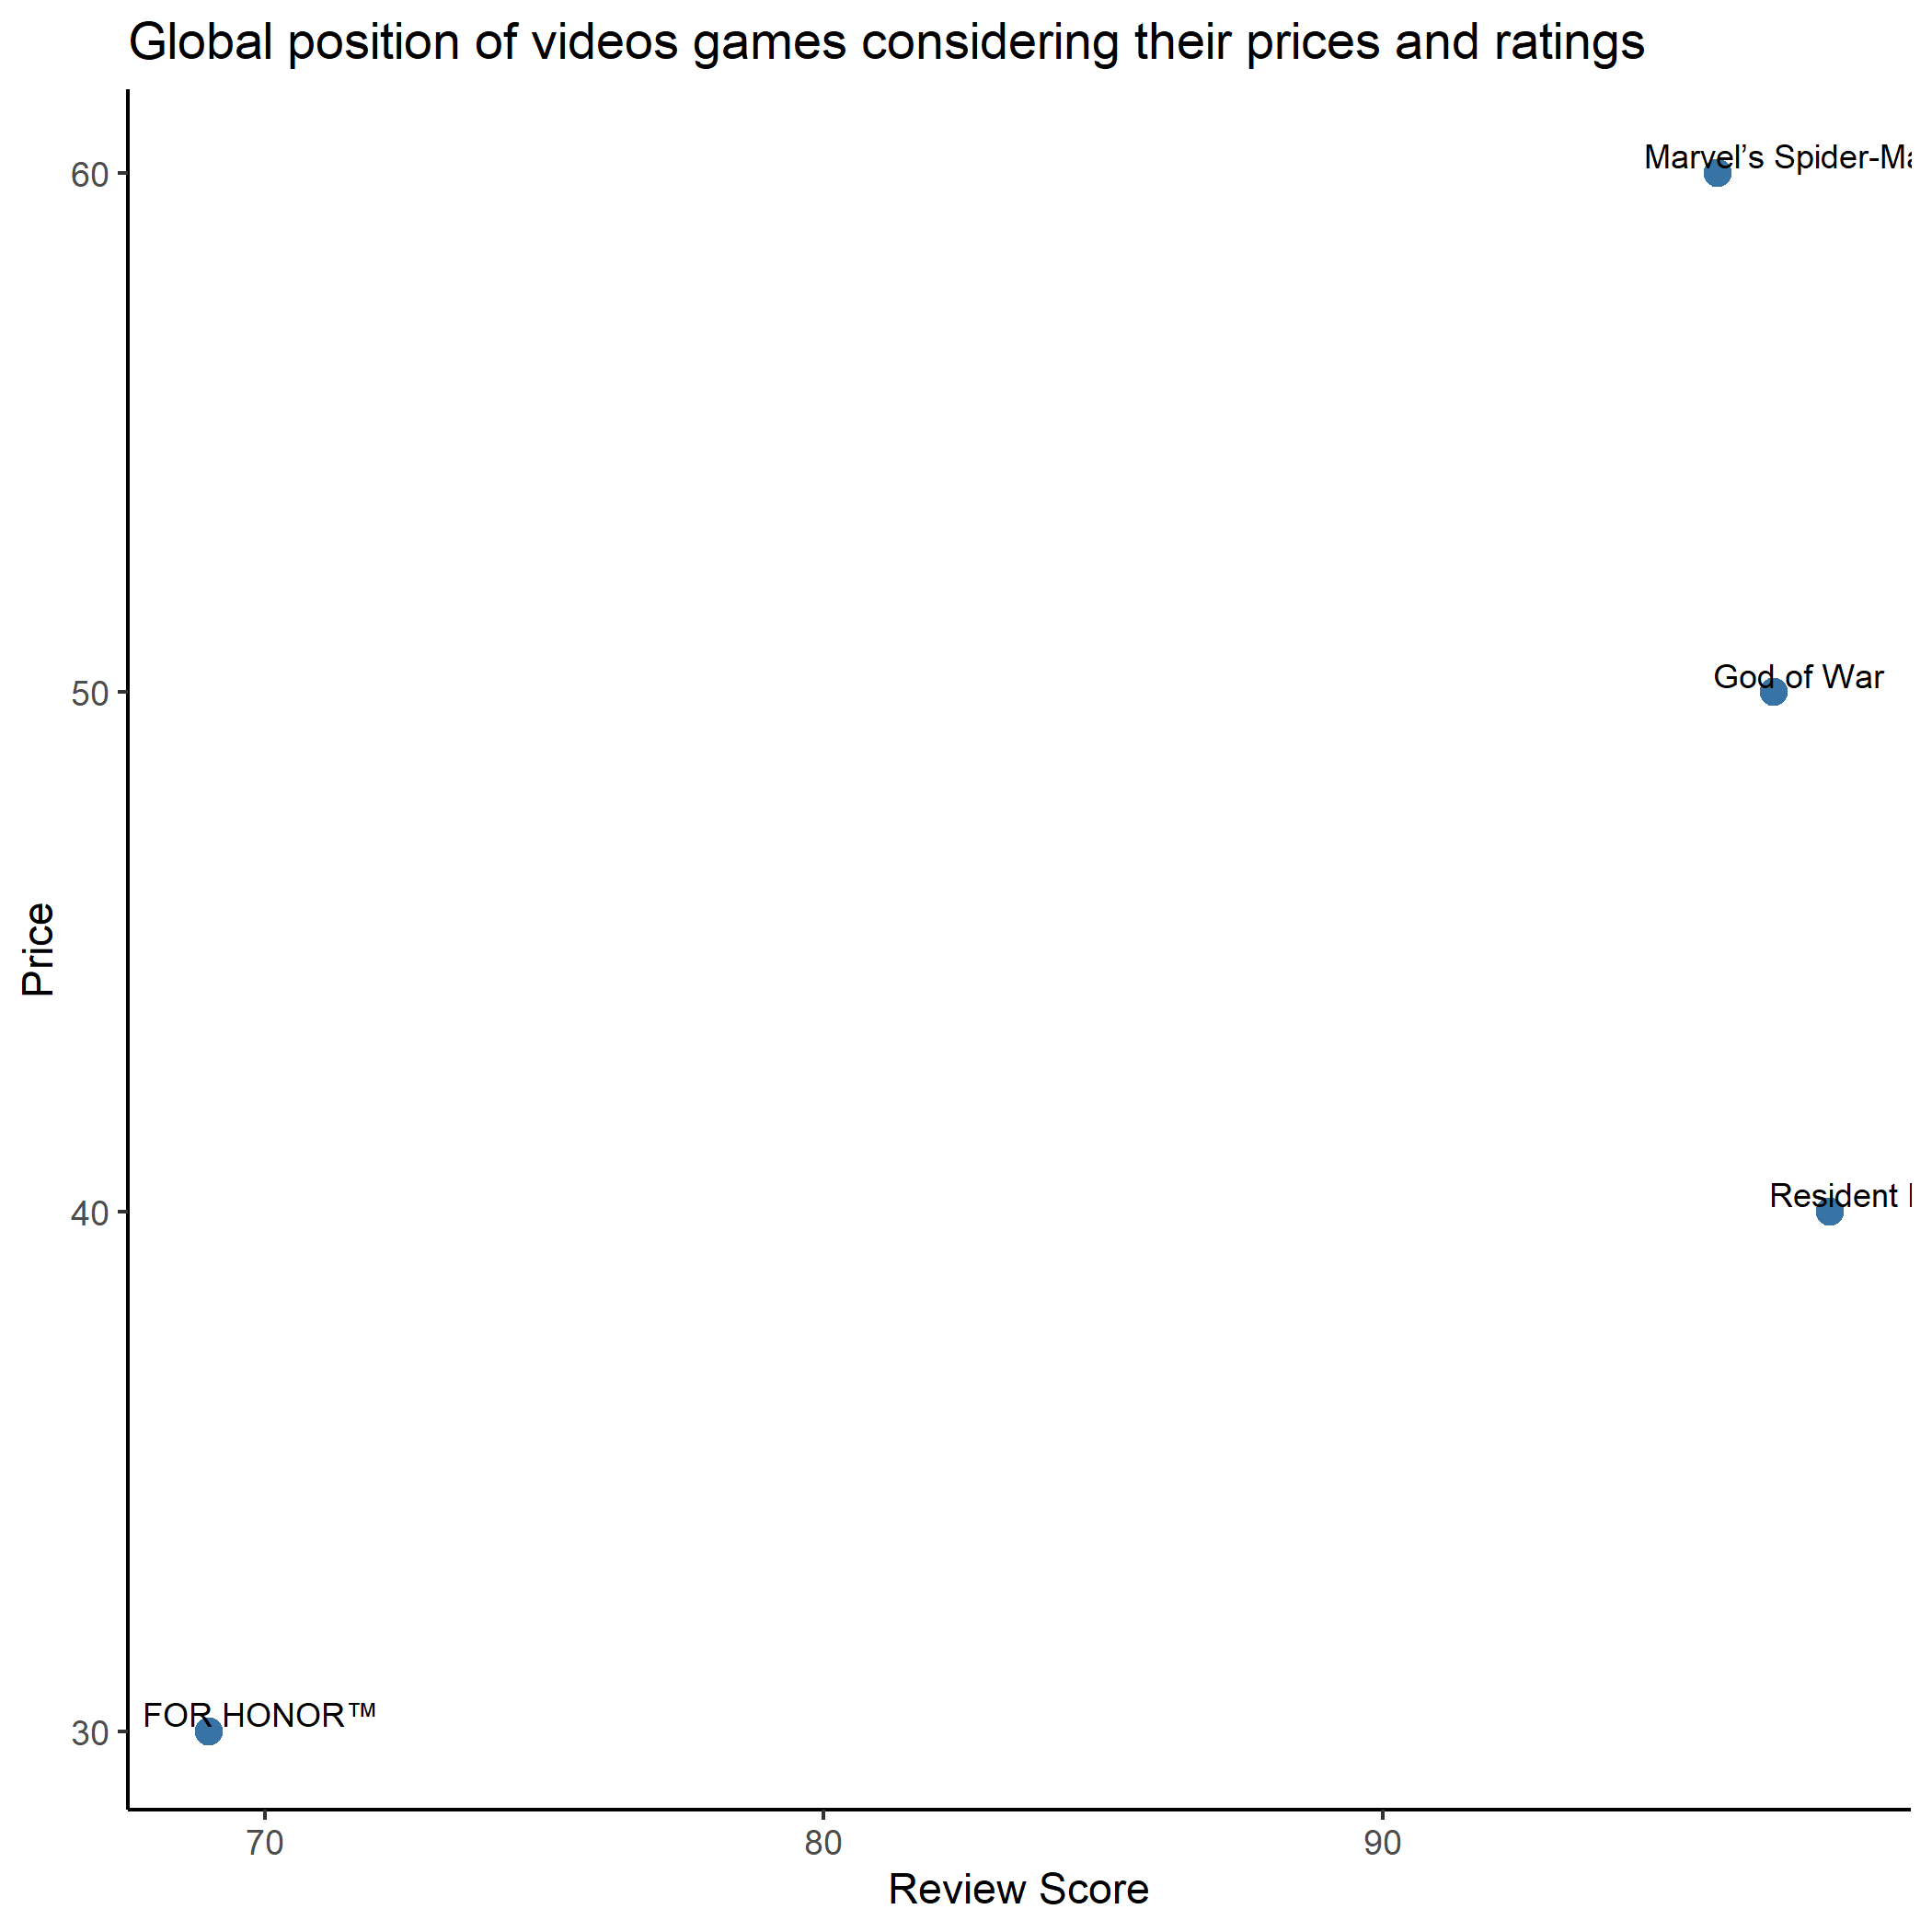 Global position of videos games considering their prices and ratings
60
Marvel’s Spider-Ma
50
God of War
Price
40
Resident
30
FOR HONOR™
70 80 90
Review Score